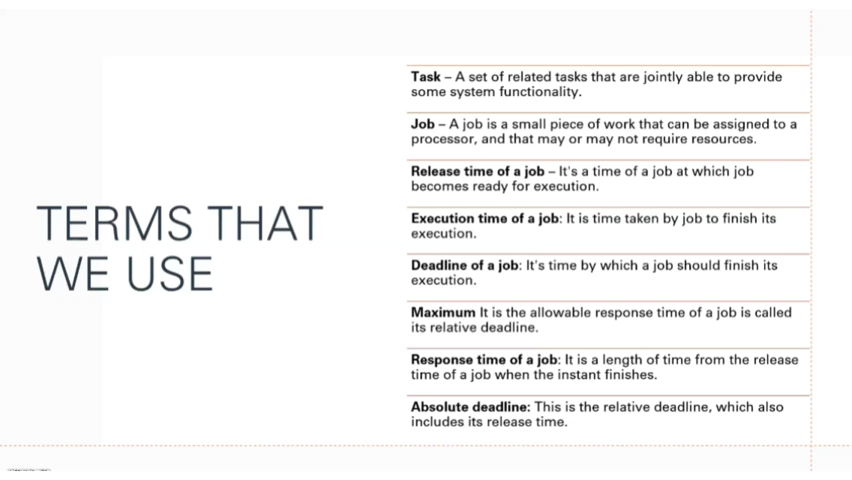 TERMS THAT
WE USE
Task – A set of related tasks that are jointly able to provide
some system functionality.
Job – A job is a small piece of work that can be assigned to a
processor, and that may or may not require resources.
Release time of a job – It's a time of a job at which job
becomes ready for execution.
Execution time of a job: It is time taken by job to finish its
execution.
Deadline of a job: It's time by which a job should finish its
execution.
Maximum It is the allowable response time of a job is called
its relative deadline.
Response time of a job: It is a length of time from the release
time of a job when the instant finishes.
Absolute deadline: This is the relative deadline, which also
includes its release time.